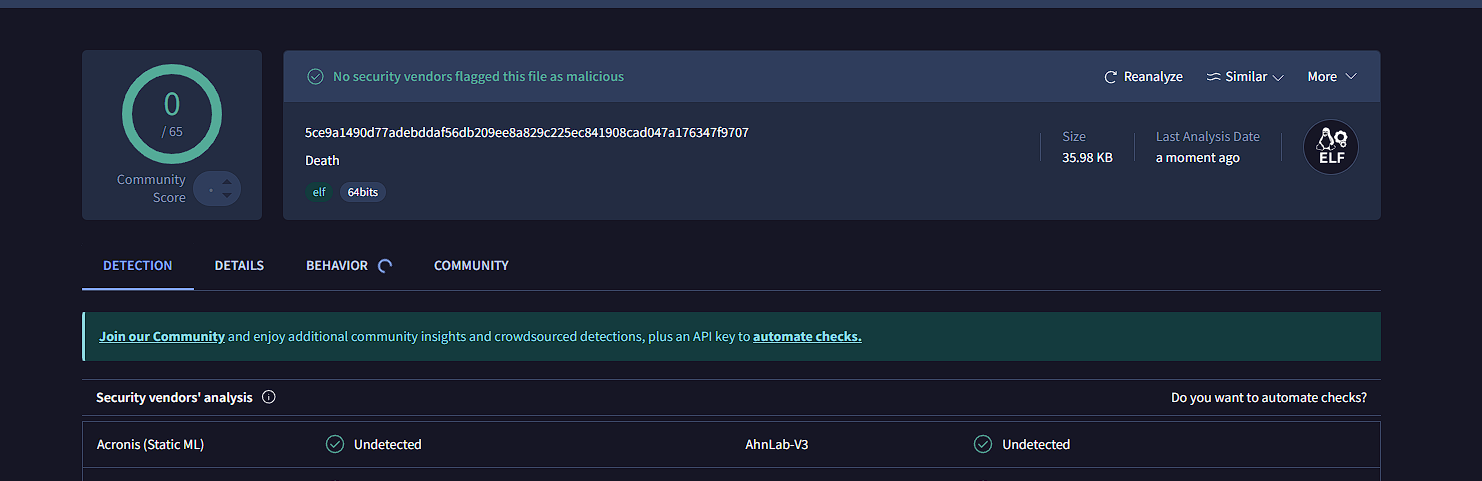 0
/ 65
Community
Score
No security vendors flagged this file as malicious
Reanalyze
Similar
More
5ce9a1490d77adebddaf56db209ee8a829c225ec841908cad047a176347f9707
Death
elf
64bits
Size
35.98 KB
Last Analysis Date
a moment ago
ELF
DETECTION
DETAILS
BEHAVIOR
COMMUNITY
Join our Community and enjoy additional community insights and crowdsourced detections, plus an API key to automate checks.
Security vendors' analysis
Do you want to automate checks?
Acronis (Static ML)
Undetected
AhnLab-V3
Undetected